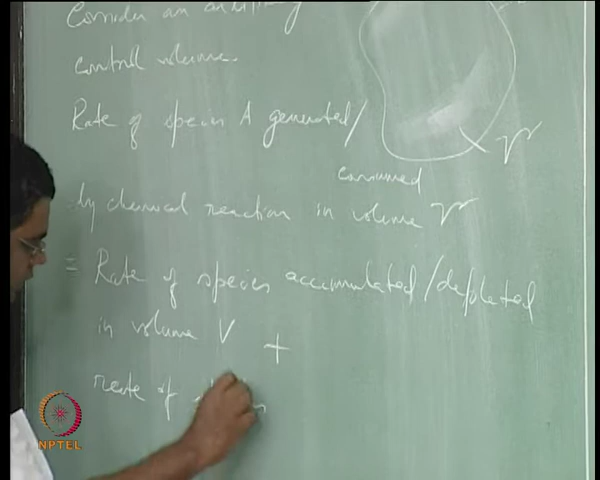 Consider an arbitrary
control volume.
Rate of species A generated/
consumed
by chemical reaction in volume V
= Rate of species accumulated/depleted
in volume V +
rate of
V
NPTEL